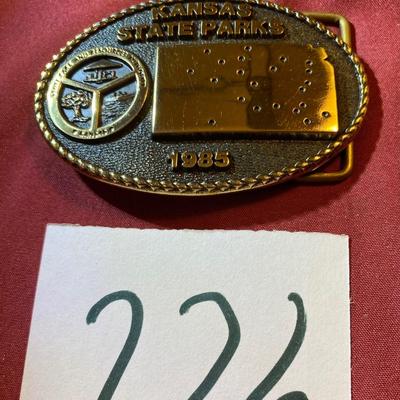 KANSAS
STATE PARKS
1985
226